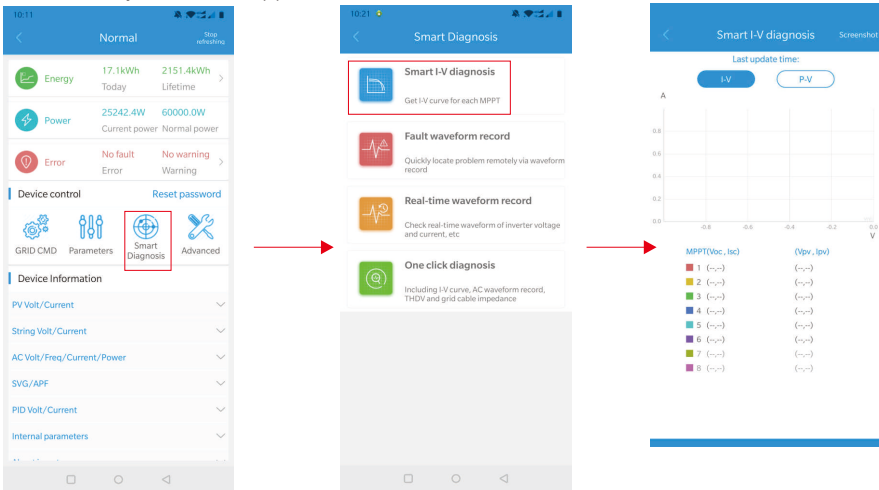 10:11
Normal
Stop
refreshing
Energy
17.1kWh
2151.4kWh
Today
Lifetime
Power
25242.4W
60000.0W
Current power
Normal power
Error
No fault
No warning
Error
Warning
Device control
Reset password
GRID CMD
Parameters
Smart
Diagnosis
Advanced
Device Information
PV Volt/Current
String Volt/Current
AC Volt/Freq/Current/Power
SVG/APF
PID Volt/Current
Internal parameters
10:21
Smart Diagnosis
Smart I-V diagnosis
Get I-V curve for each MPPT
Fault waveform record
Quickly locate problem remotely via waveform
record
Real-time waveform record
Check real-time waveform of inverter voltage
and current, etc
One click diagnosis
Including I-V curve, AC waveform record,
THDV and grid cable impedance
Smart I-V diagnosis
Screenshot
Last update time:
I-V
P-V
A
0.8
0.6
0.4
0.2
0.0
-0.8 -0.6 -0.4 -0.2 0.0
V
MPPT(Voc , Isc) (Vpv , Ipv)
1 (--,--) (--,--)
2 (--,--) (--,--)
3 (--,--) (--,--)
4 (--,--) (--,--)
5 (--,--) (--,--)
6 (--,--) (--,--)
7 (--,--) (--,--)
8 (--,--) (--,--)